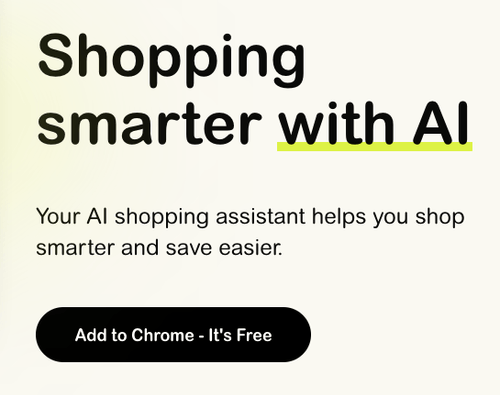 Shopping
smarter with AI
Your AI shopping assistant helps you shop
smarter and save easier.
Add to Chrome - It's Free